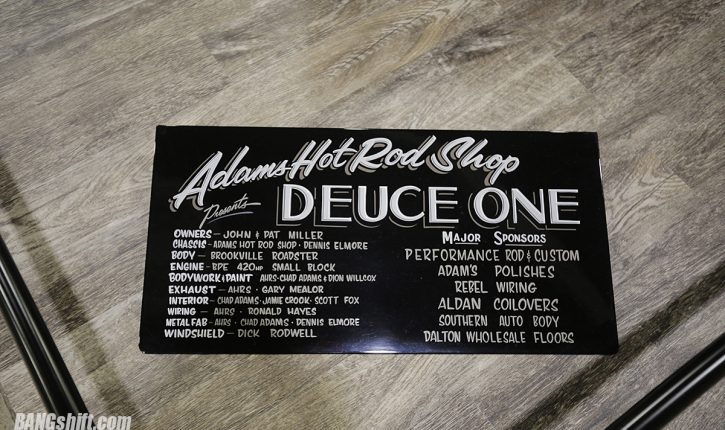 Adams Hot Rod Shop
Presents
DEUCE ONE
OWNERS – JOHN & PAT MILLER
CHASSIS – ADAMS HOT ROD SHOP · DENNIS ELMORE
BODY – BROOKVILLE ROADSTER
ENGINE – BPE 420HP SMALL BLOCK
BODYWORK & PAINT AHRS · CHAD ADAMS & DION WILLCOX
EXHAUST – AHRS · GARY MEALOR
INTERIOR – CHAD ADAMS · JAMIE CROOK · SCOTT FOX
WIRING – AHRS · RONALD HAYES
METAL FAB – AHRS · CHAD ADAMS · DENNIS ELMORE
WINDSHIELD – DICK RODWELL
MAJOR SPONSORS
PERFORMANCE ROD & CUSTOM
ADAM'S POLISHES
REBEL WIRING
ALDAN COILOVERS
SOUTHERN AUTO BODY
DALTON WHOLESALE FLOORS
BANGshift.com